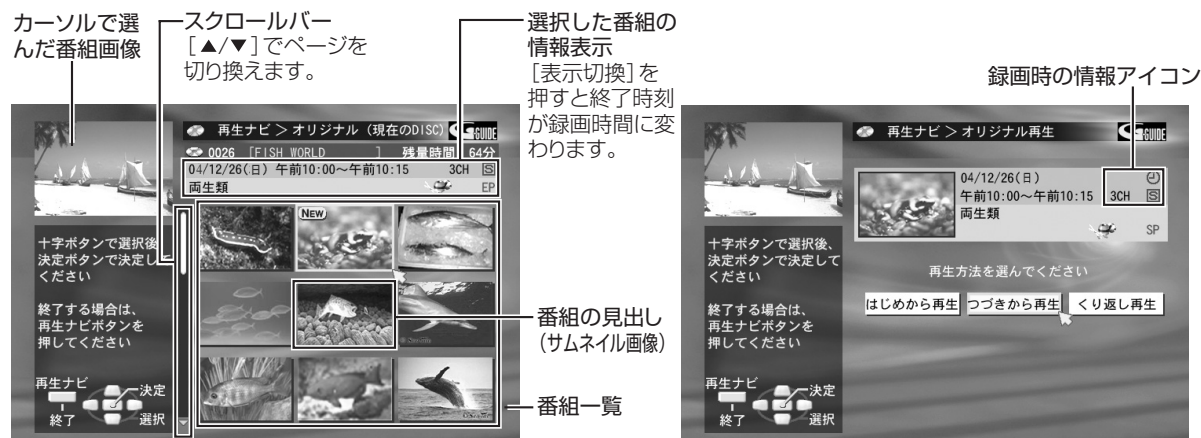 カーソルで選
んだ番組画像
スクロールバー
[▲/▼]でページを
切り換えます。
選択した番組の
情報表示
[表示切換]を
押すと終了時刻
が録画時間に変
わります。
再生ナビ > オリジナル (現在のDISC)
GUIDE
0026 [FISH WORLD ] 残量時間 64分
04/12/26(日) 午前10:00～午前10:15 3CH S
両生類 EP
NEW
十字ボタンで選択後、
決定ボタンで決定して
ください
終了する場合は、
再生ナビボタンを
押してください
再生ナビ
決定
終了
選択
番組の見出し
(サムネイル画像)
番組一覧
録画時の情報アイコン
再生ナビ > オリジナル再生
GUIDE
04/12/26(日)
午前10:00～午前10:15 3CH S
両生類
SP
十字ボタンで選択後、
決定ボタンで決定して
ください
終了する場合は、
再生ナビボタンを
押してください
再生方法を選んでください
はじめから再生 つづきから再生 くり返し再生
再生ナビ
決定
終了
選択